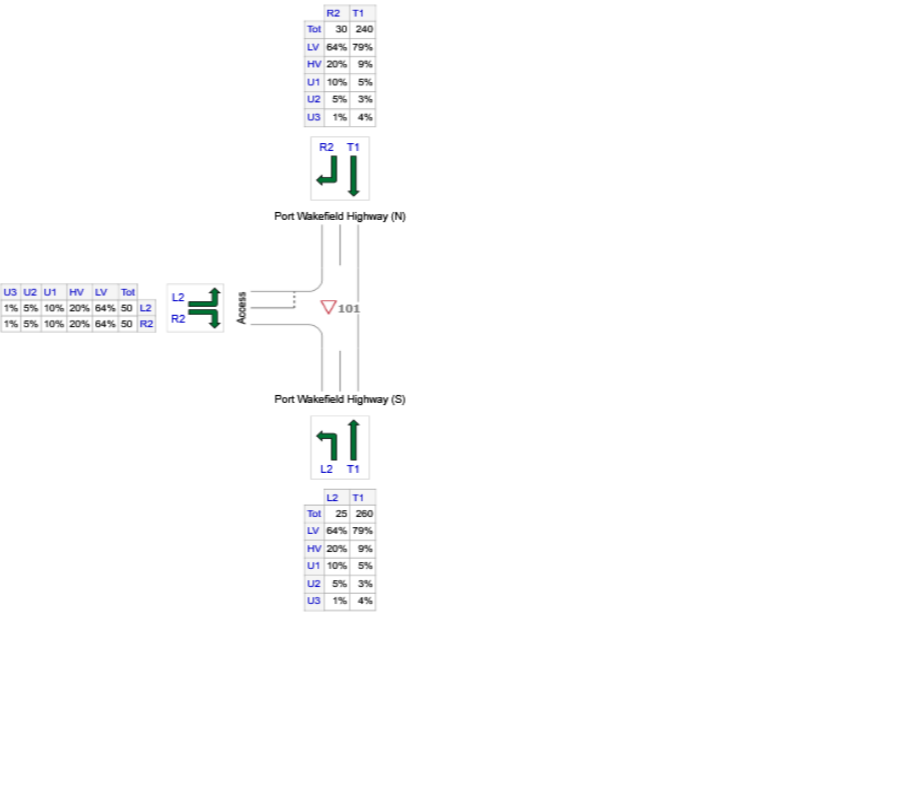 R2 T1
Tot 30 240
LV 64% 79%
HV 20% 9%
U1 10% 5%
U2 5% 3%
U3 1% 4%
R2 T1
Port Wakefield Highway (N)
U3 U2 U1 HV LV Tot
1% 5% 10% 20% 64% 50 L2
1% 5% 10% 20% 64% 50 R2
L2
R2
Access
101
Port Wakefield Highway (S)
L2 T1
L2 T1
Tot 25 260
LV 64% 79%
HV 20% 9%
U1 10% 5%
U2 5% 3%
U3 1% 4%